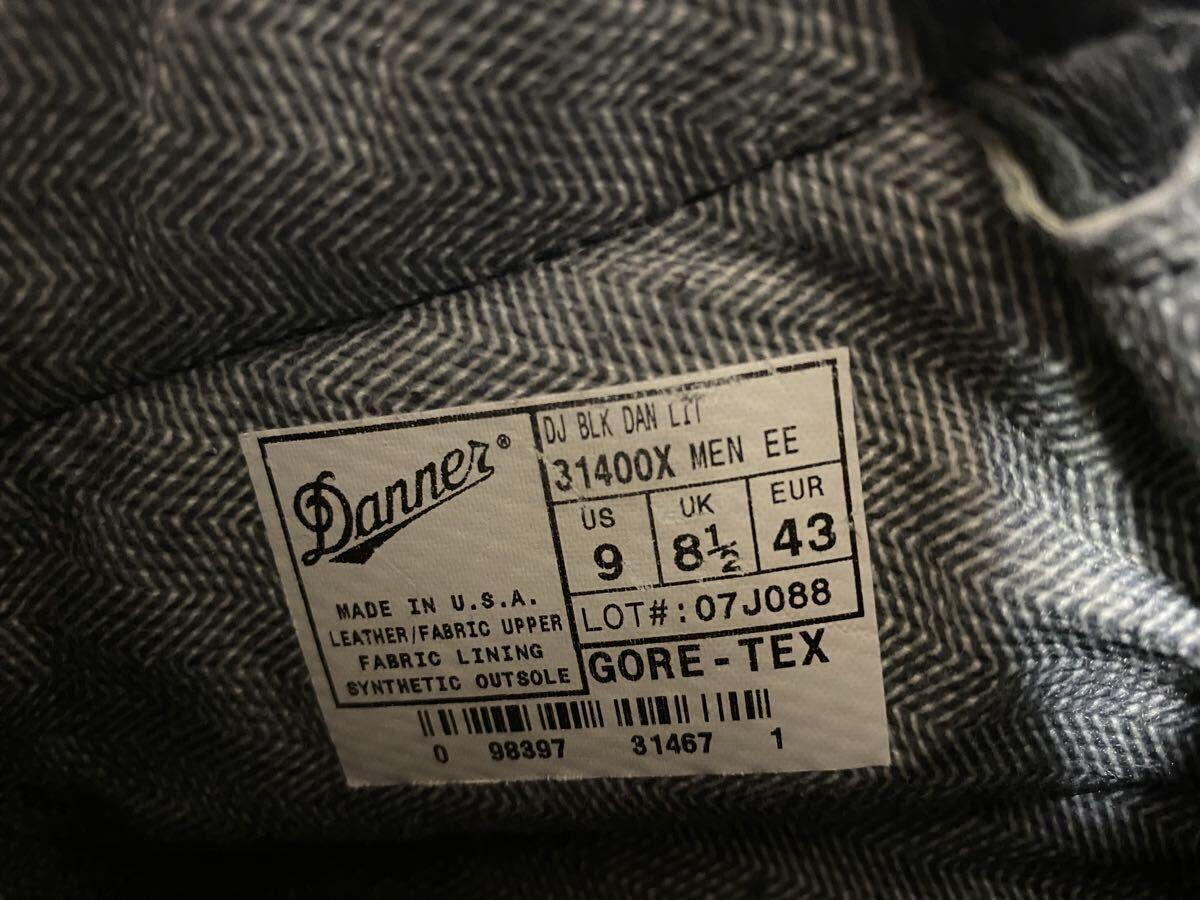 Danner®
MADE IN U.S.A.
LEATHER/FABRIC UPPER
FABRIC LINING
SYNTHETIC OUTSOLE
DJ BLK DAN LIT
31400X MEN EE
US UK EUR
9 8½ 43
LOT#:07J088
GORE-TEX
0 98397 31467 1